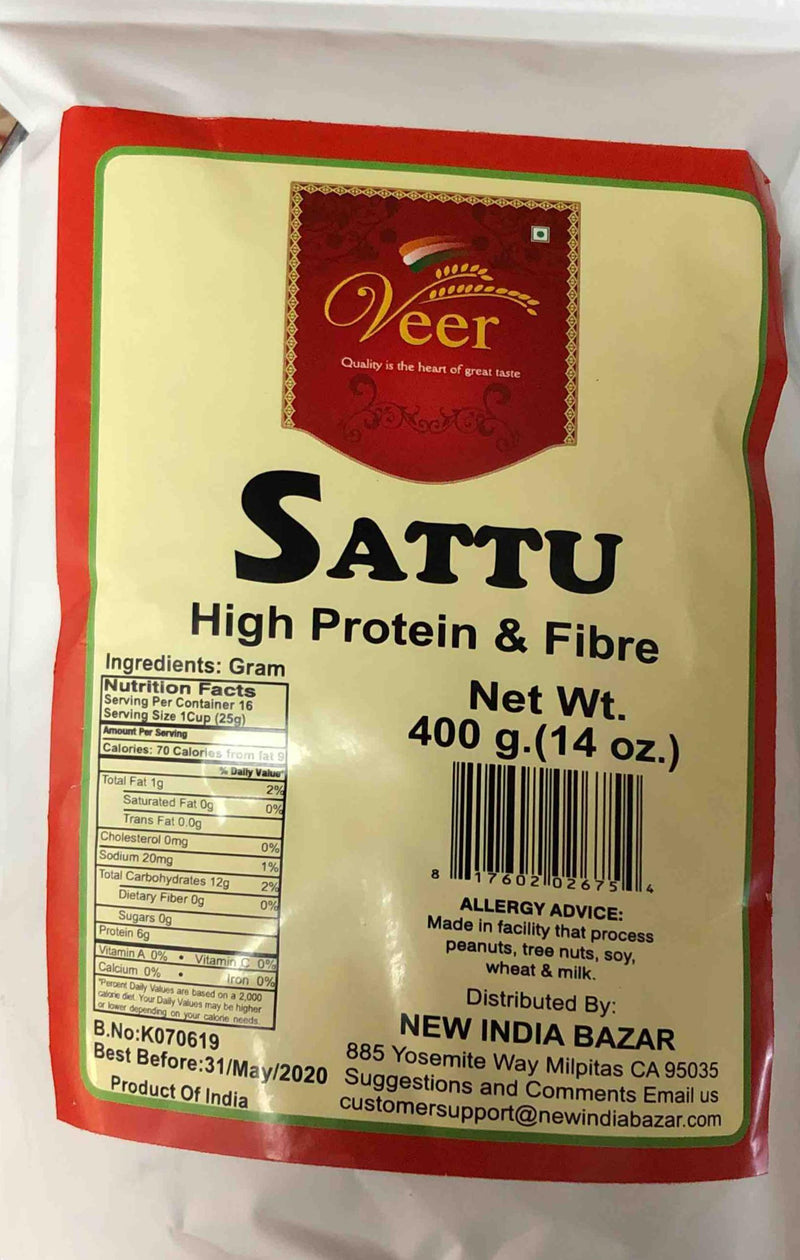 Veer
Quality is the heart of great taste
SATTU
High Protein & Fibre
Ingredients: Gram
Nutrition Facts
Serving Per Container 16
Serving Size 1Cup (25g)
Amount Per Serving
Calories: 70 Calories from fat 9
% Daily Value*
Total Fat 1g 2%
Saturated Fat 0g 0%
Trans Fat 0.0g
Cholesterol 0mg 0%
Sodium 20mg 1%
Total Carbohydrates 12g 2%
Dietary Fiber 0g 0%
Sugars 0g
Protein 6g
Vitamin A 0% • Vitamin C 0%
Calcium 0% • Iron 0%
*Percent Daily Values are based on a 2,000
calorie diet. Your Daily Values may be higher
or lower depending on your calorie needs.
B.No:K070619
Best Before:31/May/2020
Product Of India
Net Wt.
400 g.(14 oz.)
8 17602 02675 4
ALLERGY ADVICE:
Made in facility that process
peanuts, tree nuts, soy,
wheat & milk.
Distributed By:
NEW INDIA BAZAR
885 Yosemite Way Milpitas CA 95035
Suggestions and Comments Email us
customersupport@newindiabazar.com